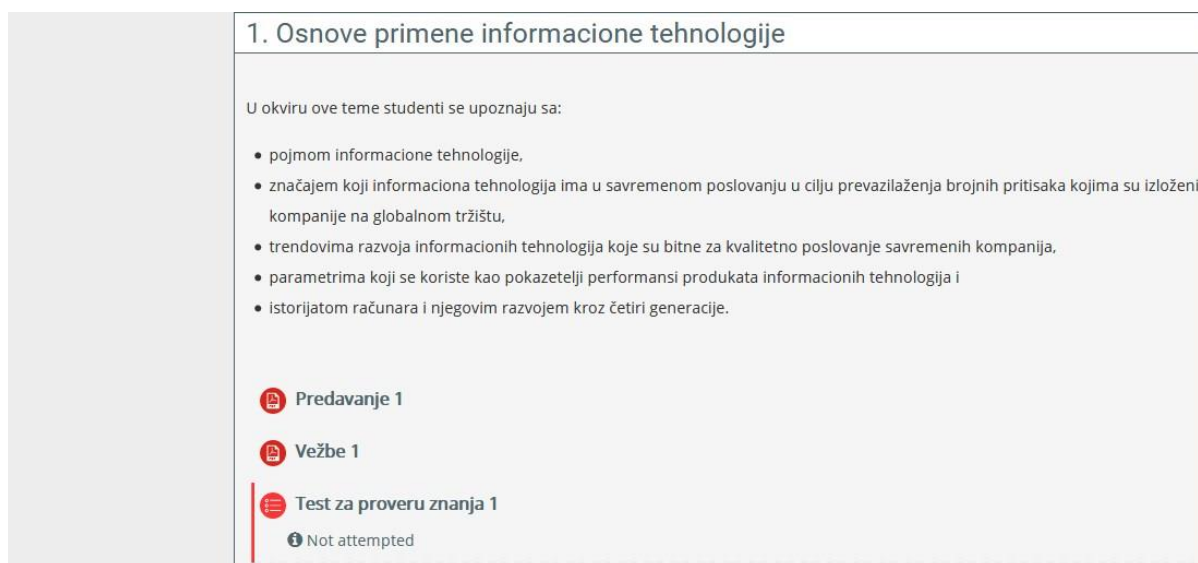 1. Osnove primene informacione tehnologije
U okviru ove teme studenti se upoznaju sa:
• pojmom informacione tehnologije,
• značajem koji informaciona tehnologija ima u savremenom poslovanju u cilju prevazilaženja brojnih pritisaka kojima su izloženi
kompanije na globalnom tržištu,
• trendovima razvoja informacionih tehnologija koje su bitne za kvalitetno poslovanje savremenih kompanija,
• parametrima koji se koriste kao pokazetelji performansi produkata informacionih tehnologija i
• istorijatom računara i njegovim razvojem kroz četiri generacije.
Predavanje 1
Vežbe 1
Test za proveru znanja 1
Not attempted